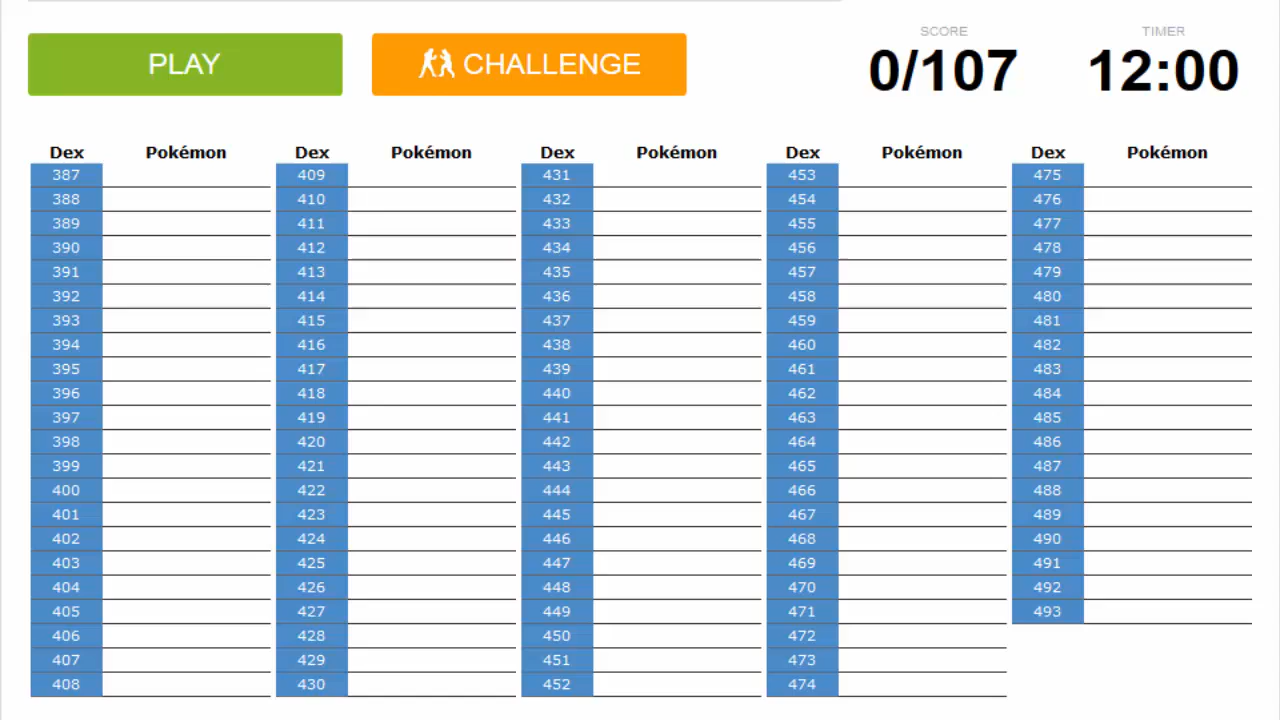 SCORE TIMER
PLAY CHALLENGE 0/107 12:00
Dex Pokémon Dex Pokémon Dex Pokémon Dex Pokémon Dex Pokémon
387 409 431 453 475
388 410 432 454 476
389 411 433 455 477
390 412 434 456 478
391 413 435 457 479
392 414 436 458 480
393 415 437 459 481
394 416 438 460 482
395 417 439 461 483
396 418 440 462 484
397 419 441 463 485
398 420 442 464 486
399 421 443 465 487
400 422 444 466 488
401 423 445 467 489
402 424 446 468 490
403 425 447 469 491
404 426 448 470 492
405 427 449 471 493
406 428 450 472
407 429 451 473
408 430 452 474